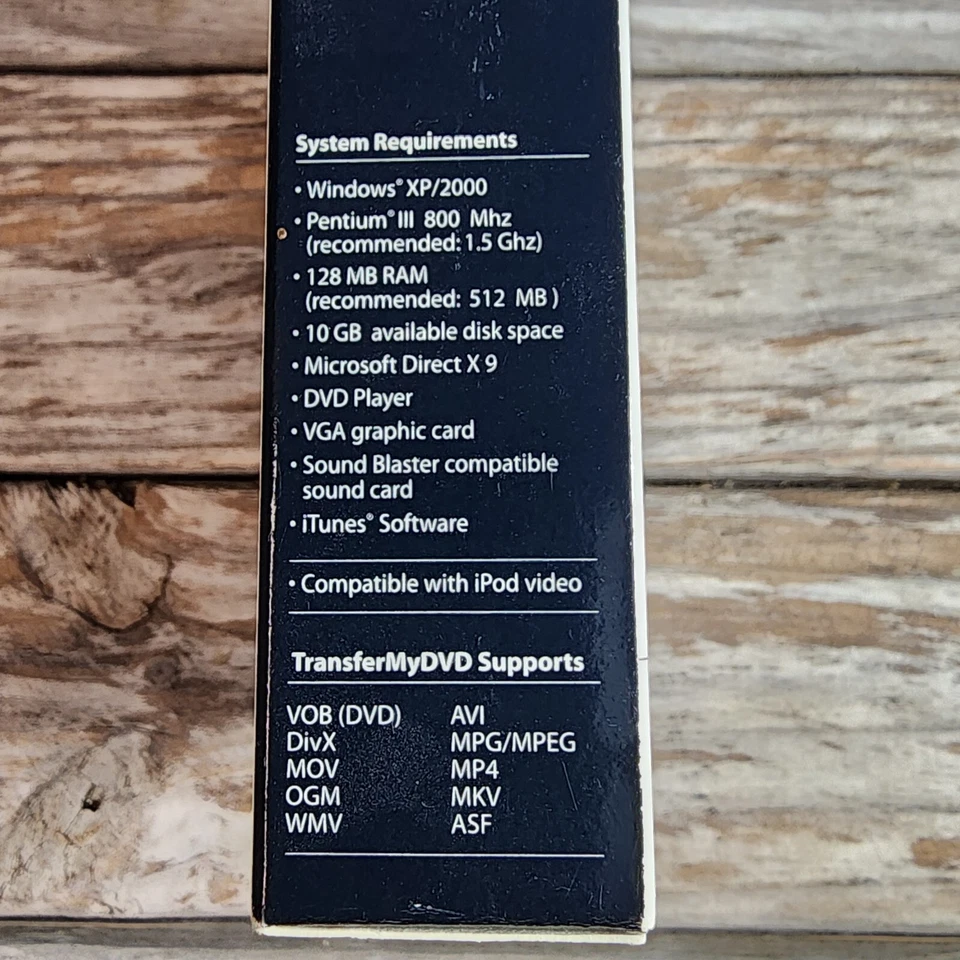 System Requirements
• Windows® XP/2000
• Pentium® III 800 Mhz
(recommended: 1.5 Ghz)
• 128 MB RAM
(recommended: 512 MB )
• 10 GB available disk space
• Microsoft Direct X 9
• DVD Player
• VGA graphic card
• Sound Blaster compatible
sound card
• iTunes® Software
• Compatible with iPod video
TransferMyDVD Supports
VOB (DVD) AVI
DivX MPG/MPEG
MOV MP4
OGM MKV
WMV ASF